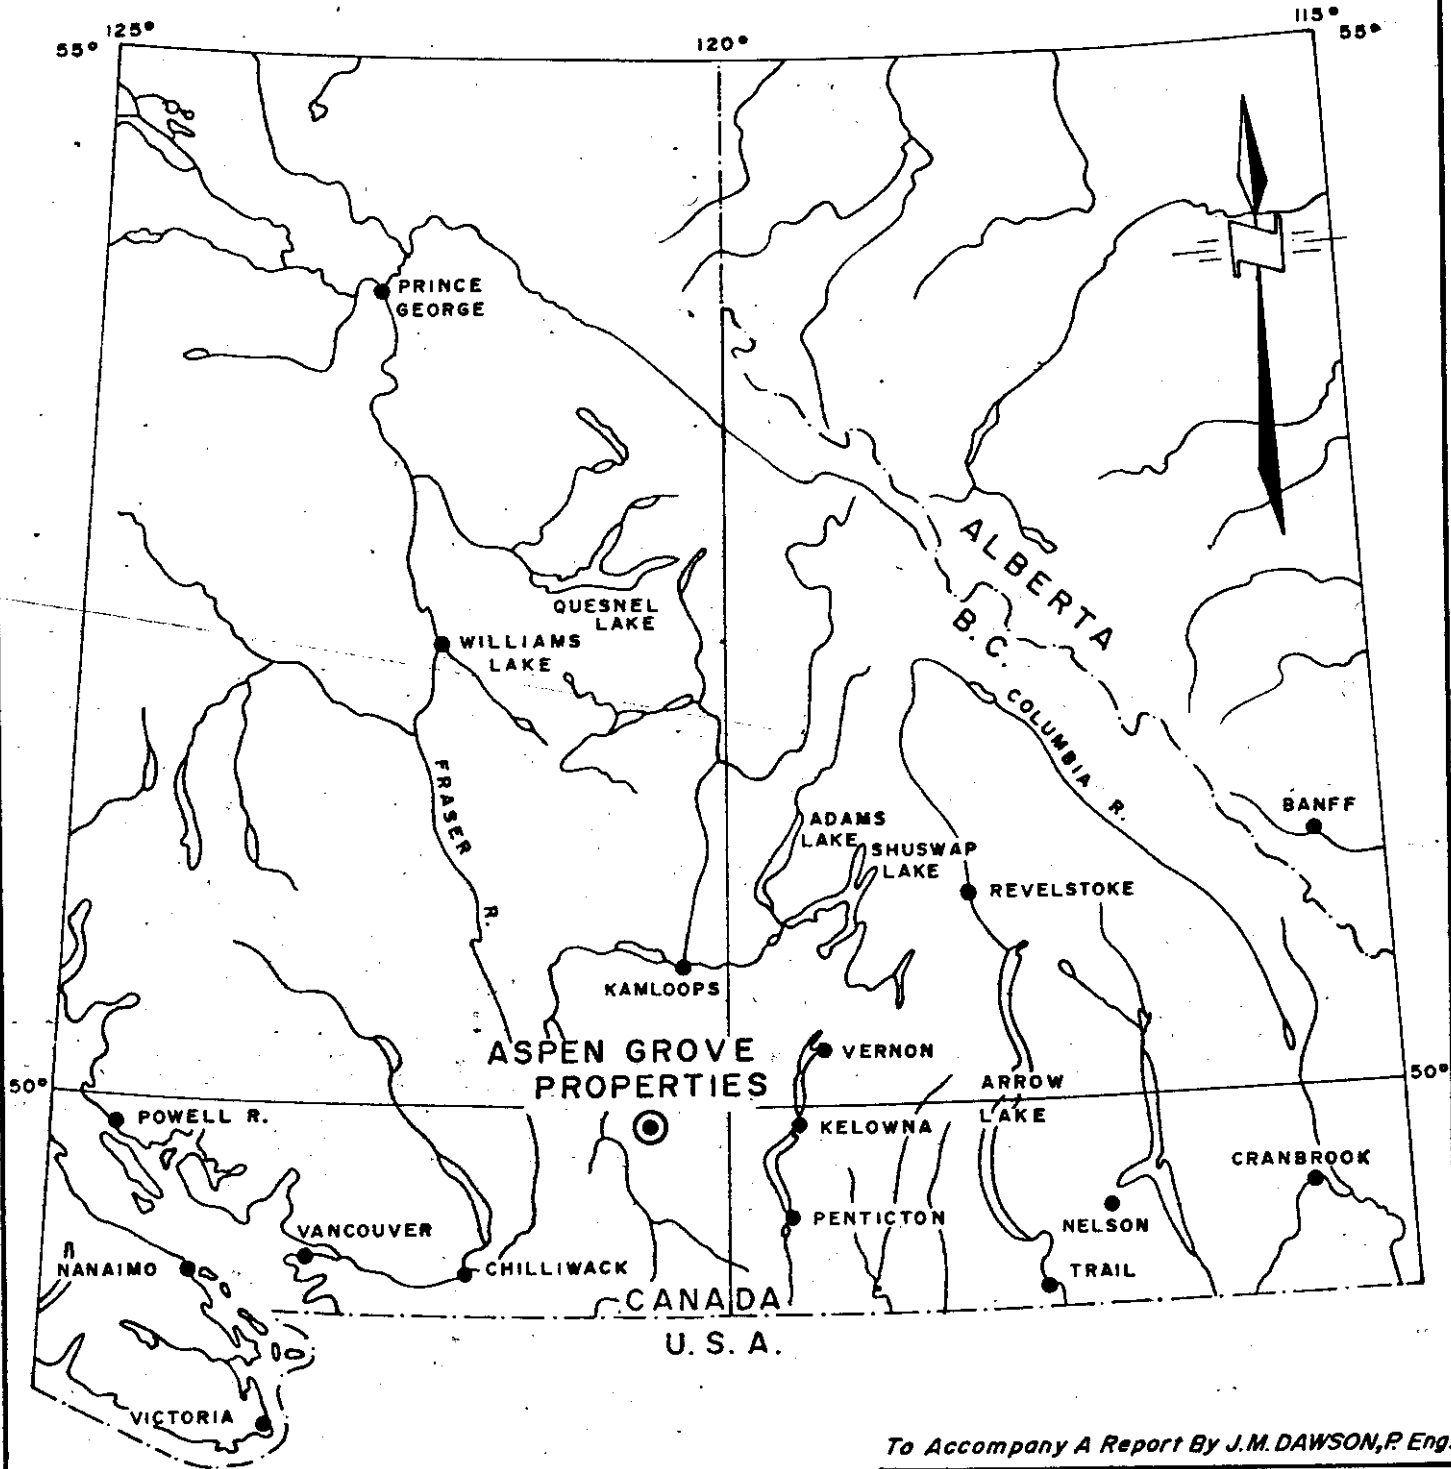 125°
115°
55°
120°
55°
PRINCE
GEORGE
ALBERTA
B.C.
QUESNEL
LAKE
WILLIAMS
LAKE
COLUMBIA R.
FRASER R.
BANFF
ADAMS
LAKE
SHUSWAP
LAKE
REVELSTOKE
KAMLOOPS
ASPEN GROVE
PROPERTIES
VERNON
50°
50°
ARROW
LAKE
POWELL R.
KELOWNA
CRANBROOK
PENTICTON
NELSON
VANCOUVER
NANAIMO
CHILLIWACK
TRAIL
CANADA
U.S.A.
VICTORIA
To Accompany A Report By J.M. DAWSON, P. Eng.